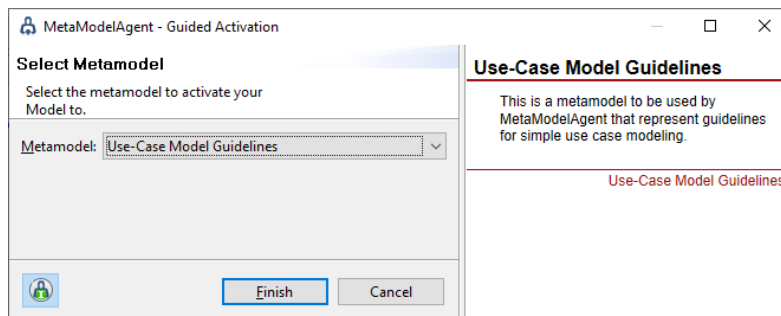 MetaModelAgent - Guided Activation
Select Metamodel
Select the metamodel to activate your
Model to.
Metamodel: Use-Case Model Guidelines
Finish Cancel
Use-Case Model Guidelines
This is a metamodel to be used by
MetaModelAgent that represent guidelines
for simple use case modeling.
Use-Case Model Guidelines